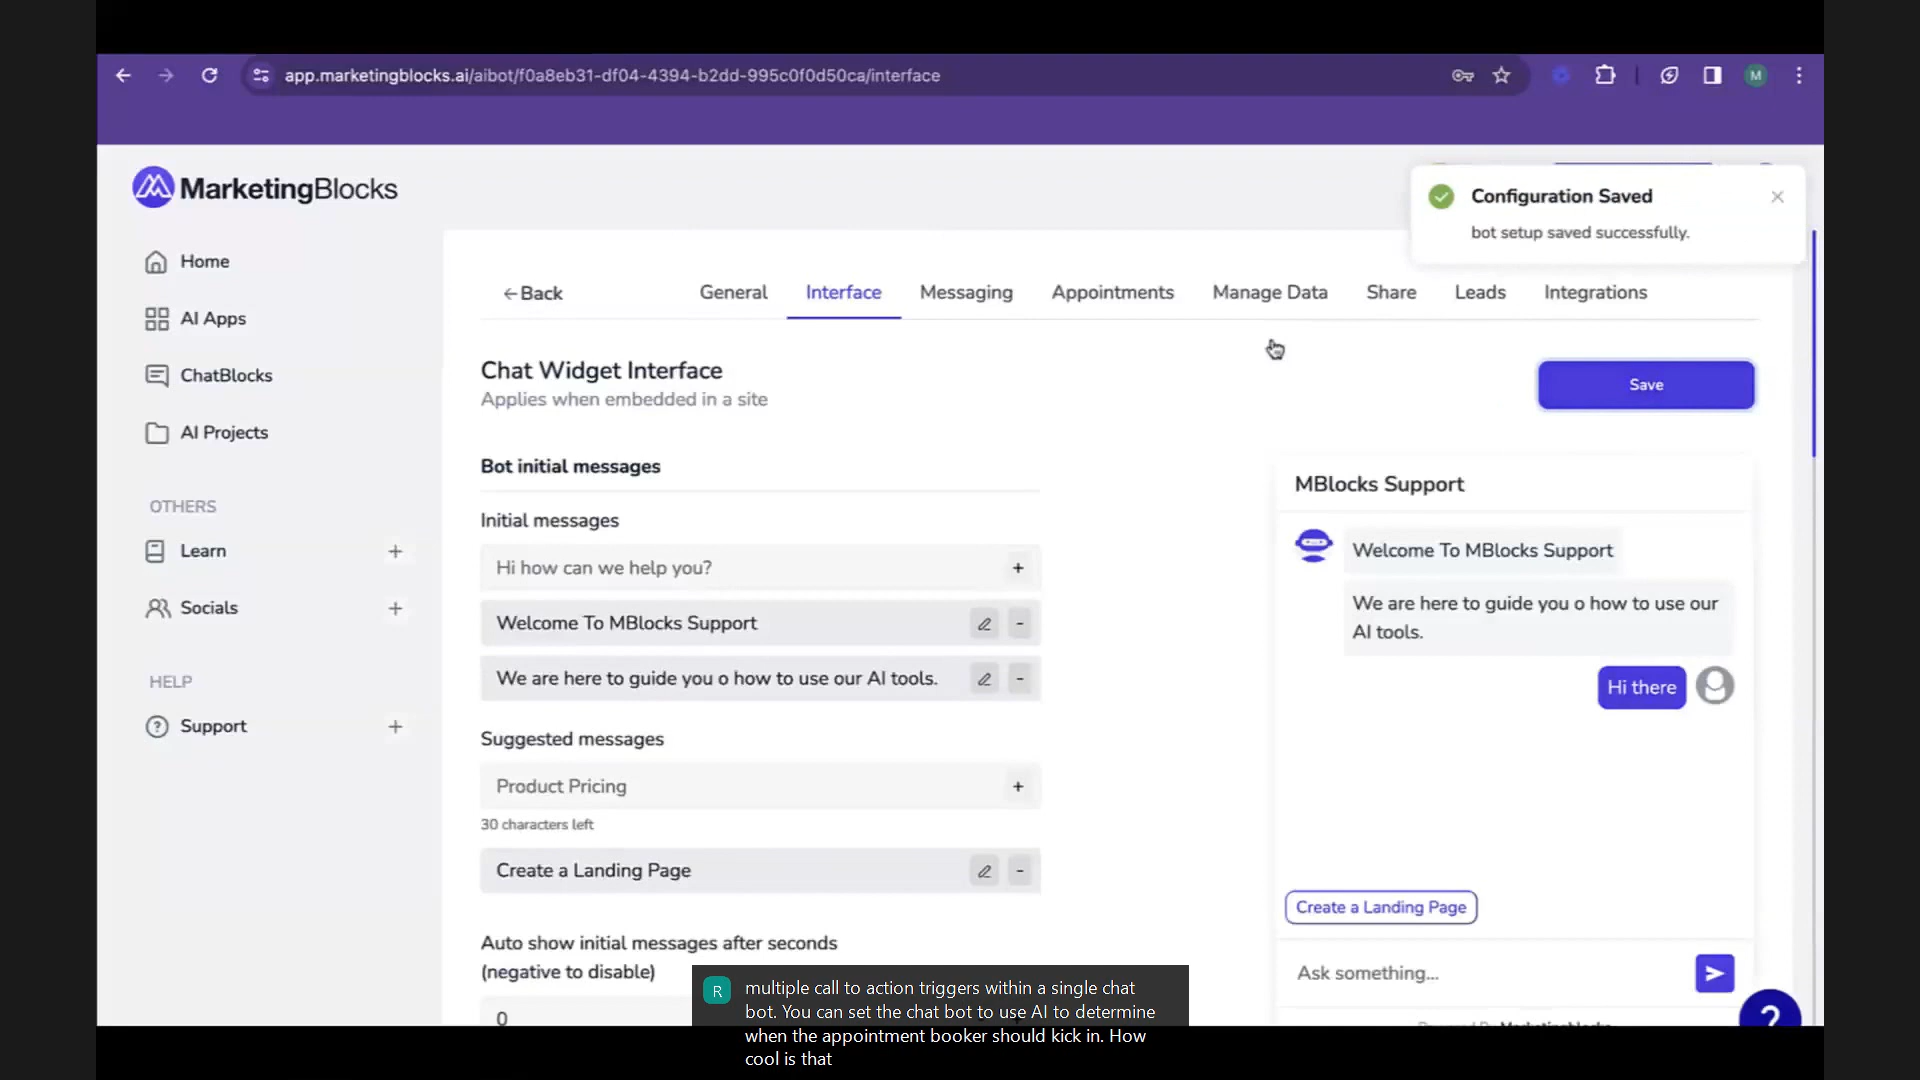 app.marketingblocks.ai/aibot/f0a8eb31-df04-4394-b2dd-995c0f0d50ca/interface
M
MarketingBlocks
Configuration Saved
bot setup saved successfully.
Home
AI Apps
ChatBlocks
AI Projects
OTHERS
Learn
Socials
HELP
Support
Back
General
Interface
Messaging
Appointments
Manage Data
Share
Leads
Integrations
Chat Widget Interface
Applies when embedded in a site
Save
Bot initial messages
Initial messages
Hi how can we help you?
Welcome To MBlocks Support
We are here to guide you o how to use our AI tools.
Suggested messages
Product Pricing
30 characters left
Create a Landing Page
Auto show initial messages after seconds
(negative to disable)
0
MBlocks Support
Welcome To MBlocks Support
We are here to guide you o how to use our
AI tools.
Hi there
Create a Landing Page
Ask something...
?
R
multiple call to action triggers within a single chat
bot. You can set the chat bot to use AI to determine
when the appointment booker should kick in. How
cool is that